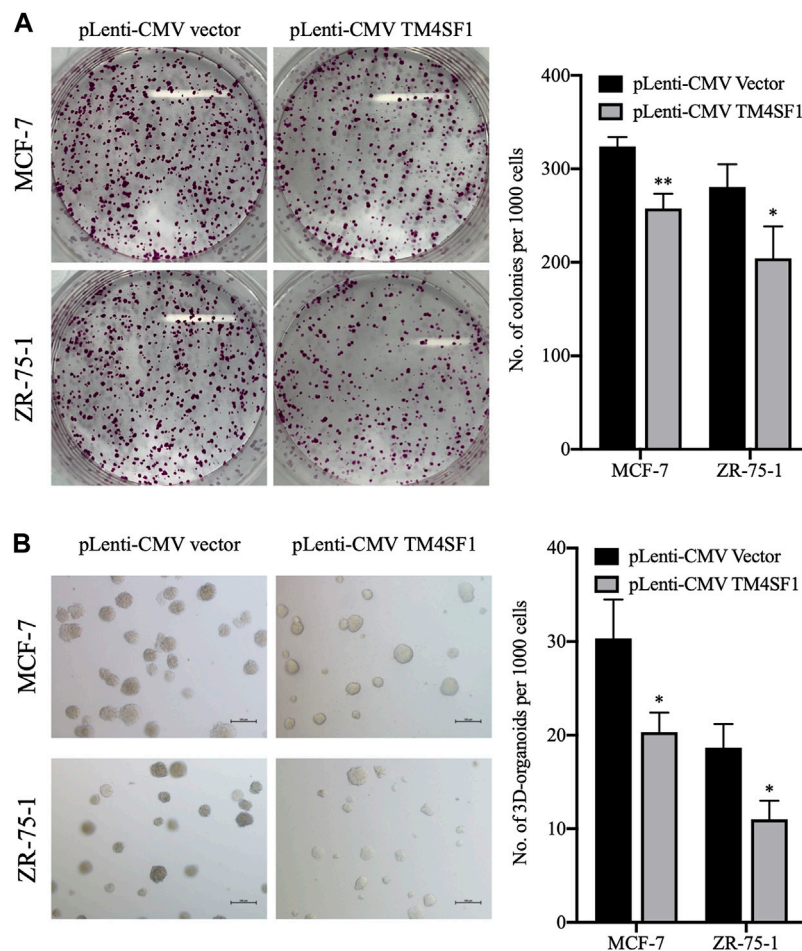 A
pLenti-CMV vector
pLenti-CMV TM4SF1
MCF-7
ZR-75-1
No. of colonies per 1000 cells
400
300
200
100
0
pLenti-CMV Vector
pLenti-CMV TM4SF1
**
*
MCF-7
ZR-75-1
B
pLenti-CMV vector
pLenti-CMV TM4SF1
MCF-7
ZR-75-1
No. of 3D-organoids per 1000 cells
40
30
20
10
0
pLenti-CMV Vector
pLenti-CMV TM4SF1
*
*
MCF-7
ZR-75-1